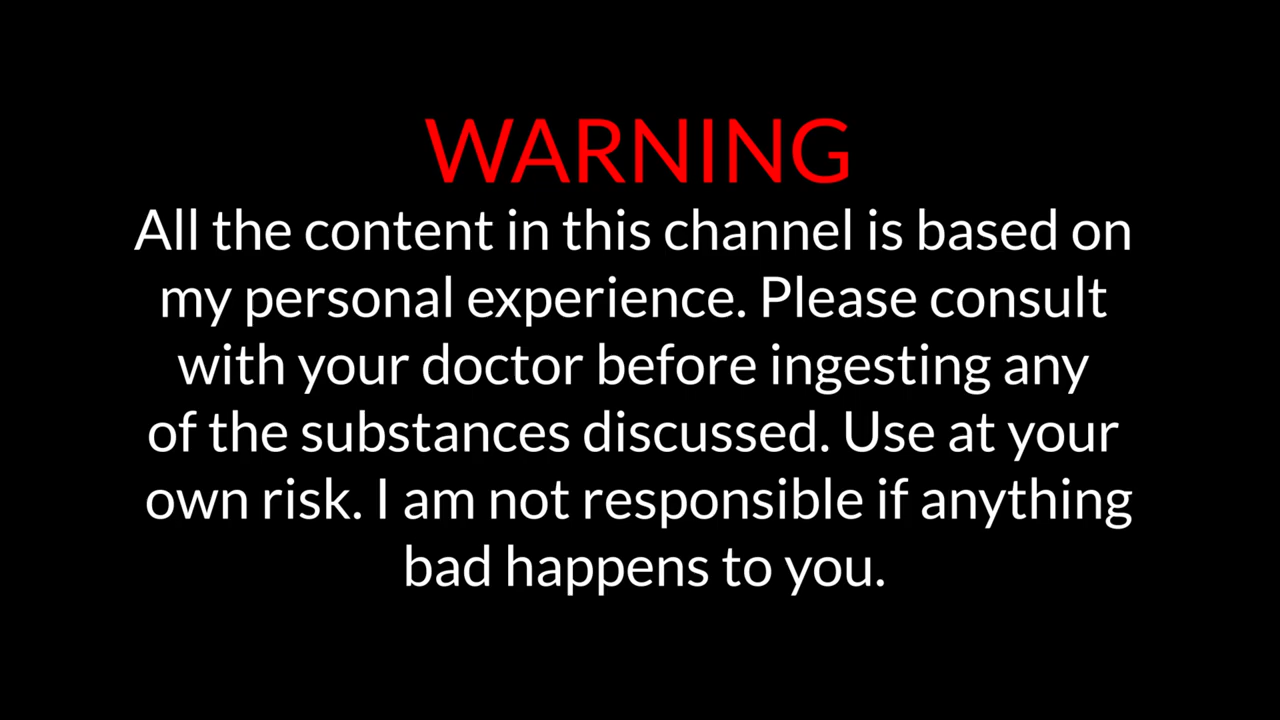 WARNING
All the content in this channel is based on
my personal experience. Please consult
with your doctor before ingesting any
of the substances discussed. Use at your
own risk. I am not responsible if anything
bad happens to you.